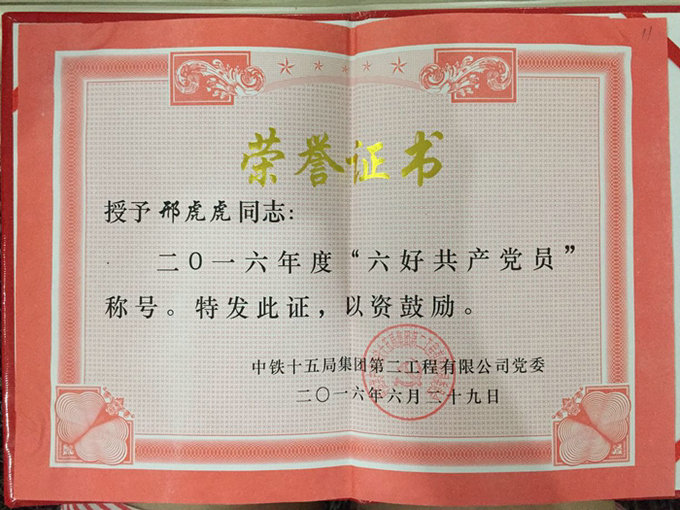 荣誉证书
授予邢虎虎同志：
二〇一六年度“六好共产党员”
称号。特发此证，以资鼓励。
中铁十五局集团第二工程有限公司党委
二〇一六年六月二十九日